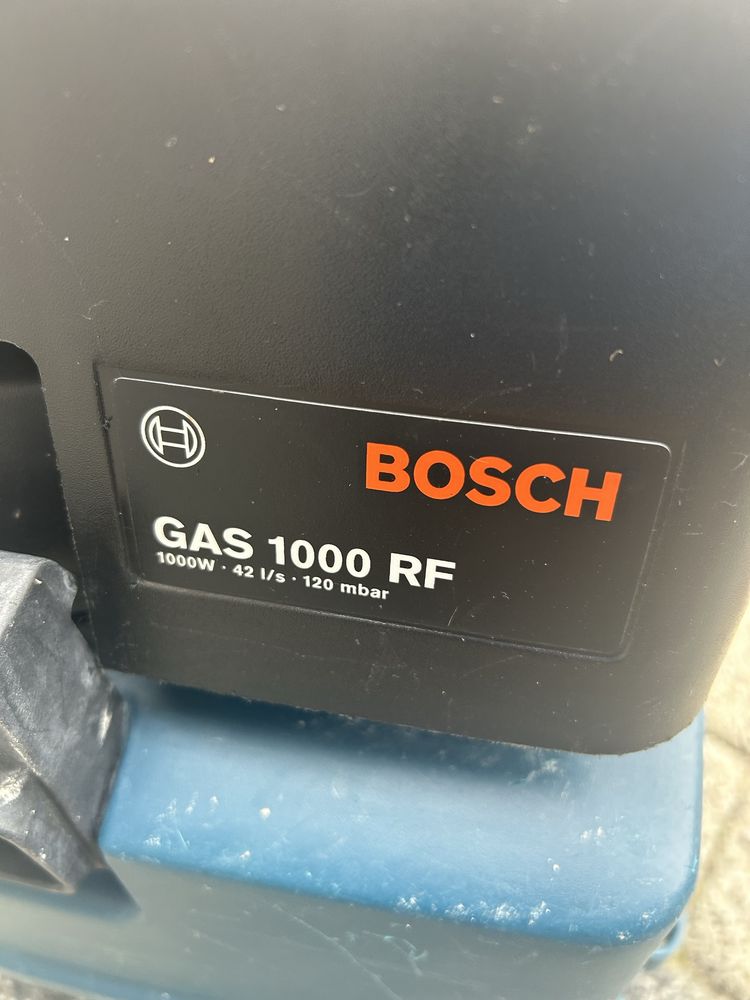 BOSCH
GAS 1000 RF
1000W · 42 l/s · 120 mbar